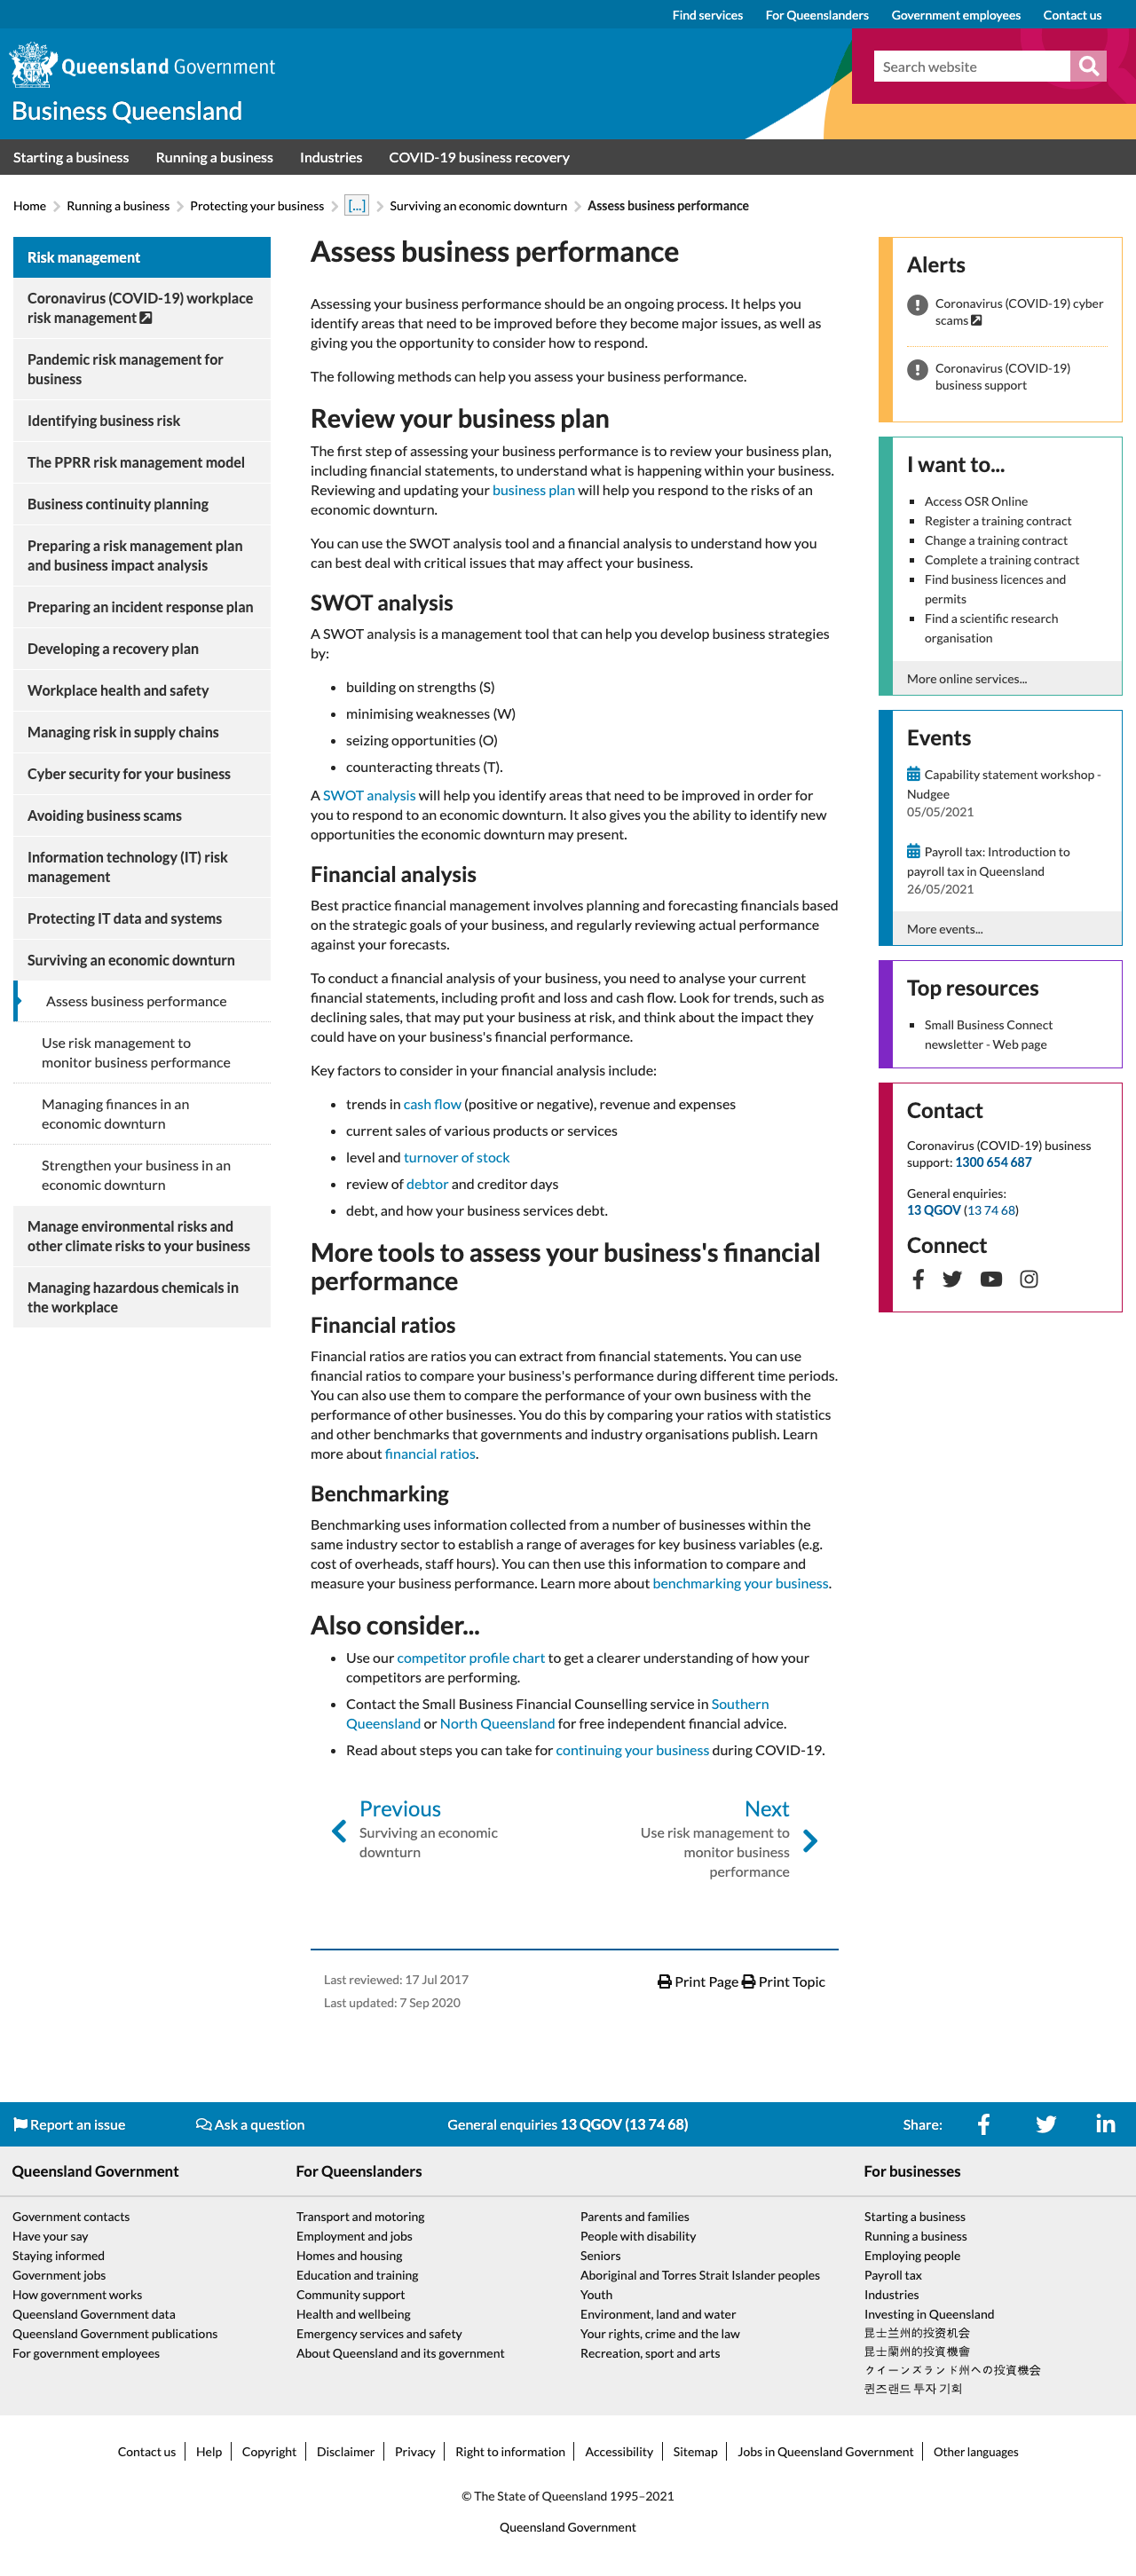 Find services
For Queenslanders
Government employees
Contact us
Queensland Government
Search website
Business Queensland
Starting a business
Running a business
Industries
COVID-19 business recovery
Home
Running a business
Protecting your business
[...]
Surviving an economic downturn
Assess business performance
Risk management
Coronavirus (COVID-19) workplace
risk management
Pandemic risk management for
business
Identifying business risk
The PPRR risk management model
Business continuity planning
Preparing a risk management plan
and business impact analysis
Preparing an incident response plan
Developing a recovery plan
Workplace health and safety
Managing risk in supply chains
Cyber security for your business
Avoiding business scams
Information technology (IT) risk
management
Protecting IT data and systems
Surviving an economic downturn
Assess business performance
Use risk management to
monitor business performance
Managing finances in an
economic downturn
Strengthen your business in an
economic downturn
Manage environmental risks and
other climate risks to your business
Managing hazardous chemicals in
the workplace
Assess business performance
Assessing your business performance should be an ongoing process. It helps you
identify areas that need to be improved before they become major issues, as well as
giving you the opportunity to consider how to respond.
The following methods can help you assess your business performance.
Review your business plan
The first step of assessing your business performance is to review your business plan,
including financial statements, to understand what is happening within your business.
Reviewing and updating your business plan will help you respond to the risks of an
economic downturn.
You can use the SWOT analysis tool and a financial analysis to understand how you
can best deal with critical issues that may affect your business.
SWOT analysis
A SWOT analysis is a management tool that can help you develop business strategies
by:
• building on strengths (S)
• minimising weaknesses (W)
• seizing opportunities (O)
• counteracting threats (T).
A SWOT analysis will help you identify areas that need to be improved in order for
you to respond to an economic downturn. It also gives you the ability to identify new
opportunities the economic downturn may present.
Financial analysis
Best practice financial management involves planning and forecasting financials based
on the strategic goals of your business, and regularly reviewing actual performance
against your forecasts.
To conduct a financial analysis of your business, you need to analyse your current
financial statements, including profit and loss and cash flow. Look for trends, such as
declining sales, that may put your business at risk, and think about the impact they
could have on your business's financial performance.
Key factors to consider in your financial analysis include:
• trends in cash flow (positive or negative), revenue and expenses
• current sales of various products or services
• level and turnover of stock
• review of debtor and creditor days
• debt, and how your business services debt.
More tools to assess your business's financial
performance
Financial ratios
Financial ratios are ratios you can extract from financial statements. You can use
financial ratios to compare your business's performance during different time periods.
You can also use them to compare the performance of your own business with the
performance of other businesses. You do this by comparing your ratios with statistics
and other benchmarks that governments and industry organisations publish. Learn
more about financial ratios.
Benchmarking
Benchmarking uses information collected from a number of businesses within the
same industry sector to establish a range of averages for key business variables (e.g.
cost of overheads, staff hours). You can then use this information to compare and
measure your business performance. Learn more about benchmarking your business.
Also consider...
• Use our competitor profile chart to get a clearer understanding of how your
competitors are performing.
• Contact the Small Business Financial Counselling service in Southern
Queensland or North Queensland for free independent financial advice.
• Read about steps you can take for continuing your business during COVID-19.
Previous
Surviving an economic
downturn
Next
Use risk management to
monitor business
performance
Last reviewed: 17 Jul 2017
Last updated: 7 Sep 2020
Print Page Print Topic
Alerts
Coronavirus (COVID-19) cyber
scams
Coronavirus (COVID-19)
business support
I want to...
Access OSR Online
Register a training contract
Change a training contract
Complete a training contract
Find business licences and
permits
Find a scientific research
organisation
More online services...
Events
Capability statement workshop -
Nudgee
05/05/2021
Payroll tax: Introduction to
payroll tax in Queensland
26/05/2021
More events...
Top resources
Small Business Connect
newsletter - Web page
Contact
Coronavirus (COVID-19) business
support: 1300 654 687
General enquiries:
13 QGOV (13 74 68)
Connect
Report an issue
Ask a question
General enquiries 13 QGOV (13 74 68)
Share:
Queensland Government
Government contacts
Have your say
Staying informed
Government jobs
How government works
Queensland Government data
Queensland Government publications
For government employees
For Queenslanders
Transport and motoring
Employment and jobs
Homes and housing
Education and training
Community support
Health and wellbeing
Emergency services and safety
About Queensland and its government
Parents and families
People with disability
Seniors
Aboriginal and Torres Strait Islander peoples
Youth
Environment, land and water
Your rights, crime and the law
Recreation, sport and arts
For businesses
Starting a business
Running a business
Employing people
Payroll tax
Industries
Investing in Queensland
昆士兰州的投资机会
昆士蘭州的投資機會
クイーンズランド州への投資機会
퀸즈랜드 투자 기회
Contact us
Help
Copyright
Disclaimer
Privacy
Right to information
Accessibility
Sitemap
Jobs in Queensland Government
Other languages
© The State of Queensland 1995–2021
Queensland Government